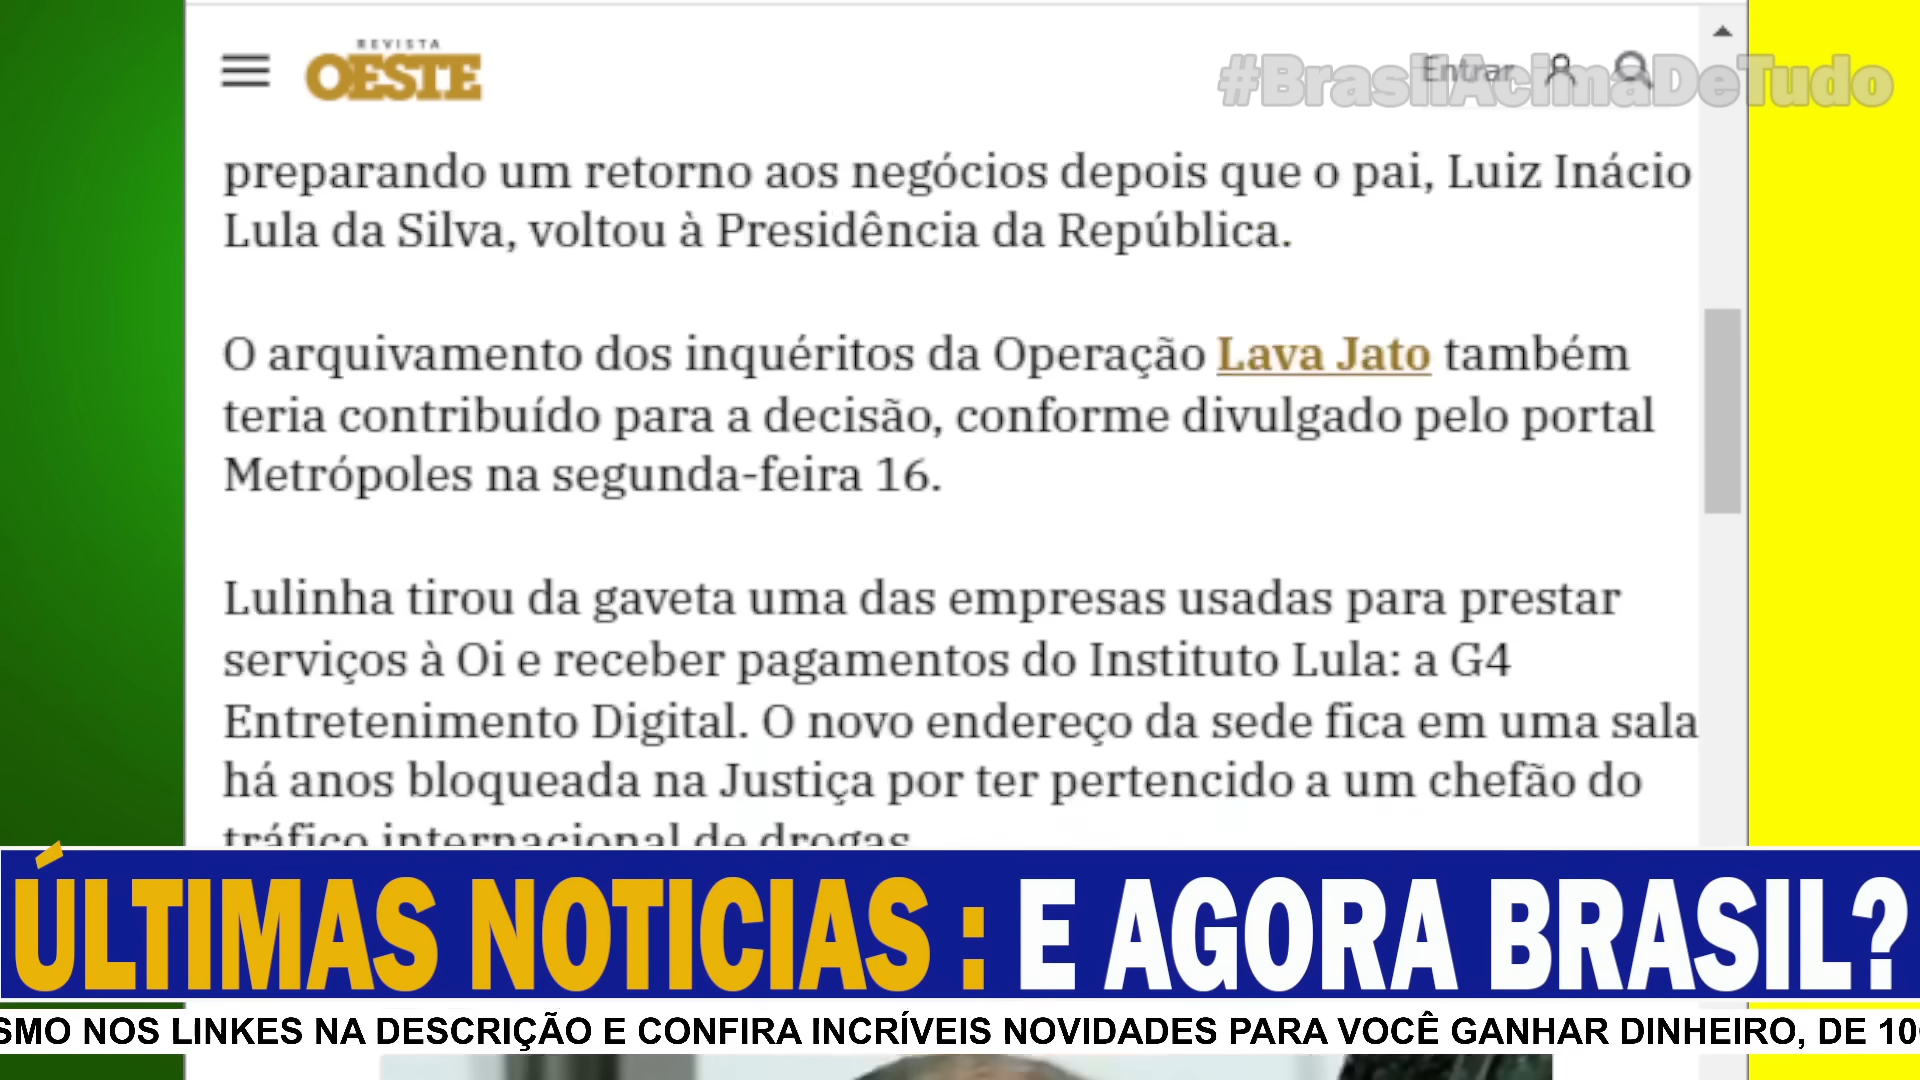 REVISTA
OESTE
Entrar
#BrasilAcimaDeTudo
preparando um retorno aos negócios depois que o pai, Luiz Inácio
Lula da Silva, voltou à Presidência da República.
O arquivamento dos inquéritos da Operação Lava Jato também
teria contribuído para a decisão, conforme divulgado pelo portal
Metrópoles na segunda-feira 16.
Lulinha tirou da gaveta uma das empresas usadas para prestar
serviços à Oi e receber pagamentos do Instituto Lula: a G4
Entretenimento Digital. O novo endereço da sede fica em uma sala
há anos bloqueada na Justiça por ter pertencido a um chefão do
tráfico internacional de drogas.
ÚLTIMAS NOTICIAS : E AGORA BRASIL?
SMO NOS LINKES NA DESCRIÇÃO E CONFIRA INCRÍVEIS NOVIDADES PARA VOCÊ GANHAR DINHEIRO, DE 10